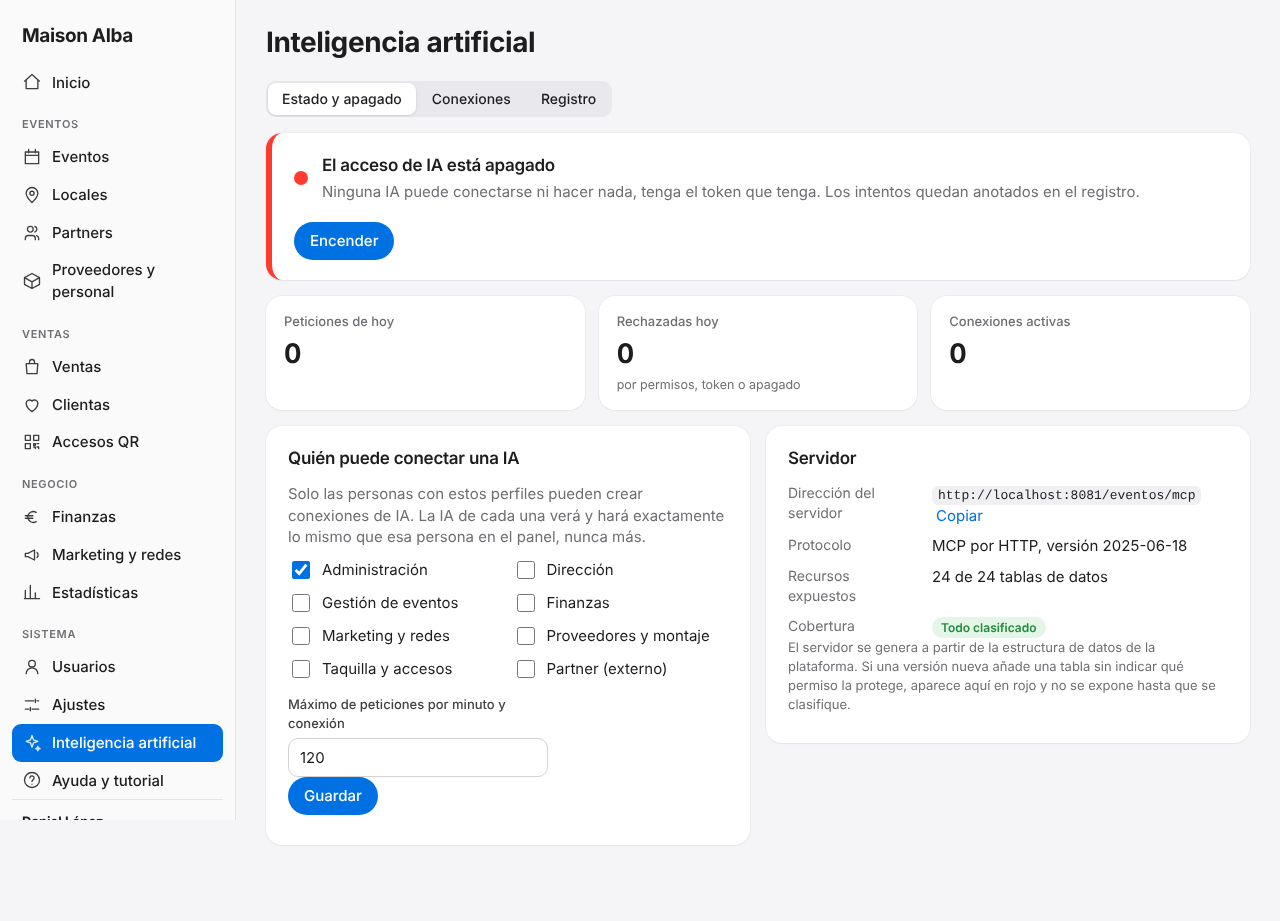 Maison Alba
Inicio
EVENTOS
Eventos
Locales
Partners
Proveedores y
personal
VENTAS
Ventas
Clientas
Accesos QR
NEGOCIO
Finanzas
Marketing y redes
Estadísticas
SISTEMA
Usuarios
Ajustes
Inteligencia artificial
Ayuda y tutorial
Inteligencia artificial
Estado y apagado
Conexiones
Registro
El acceso de IA está apagado
Ninguna IA puede conectarse ni hacer nada, tenga el token que tenga. Los intentos quedan anotados en el registro.
Encender
Peticiones de hoy
0
Rechazadas hoy
0
por permisos, token o apagado
Conexiones activas
0
Quién puede conectar una IA
Solo las personas con estos perfiles pueden crear
conexiones de IA. La IA de cada una verá y hará exactamente
lo mismo que esa persona en el panel, nunca más.
Administración
Dirección
Gestión de eventos
Finanzas
Marketing y redes
Proveedores y montaje
Taquilla y accesos
Partner (externo)
Máximo de peticiones por minuto y
conexión
120
Guardar
Servidor
Dirección del
servidor
http://localhost:8081/eventos/mcp
Copiar
Protocolo
MCP por HTTP, versión 2025-06-18
Recursos
expuestos
24 de 24 tablas de datos
Cobertura
Todo clasificado
El servidor se genera a partir de la estructura de datos de la
plataforma. Si una versión nueva añade una tabla sin indicar qué
permiso la protege, aparece aquí en rojo y no se expone hasta que se
clasifique.